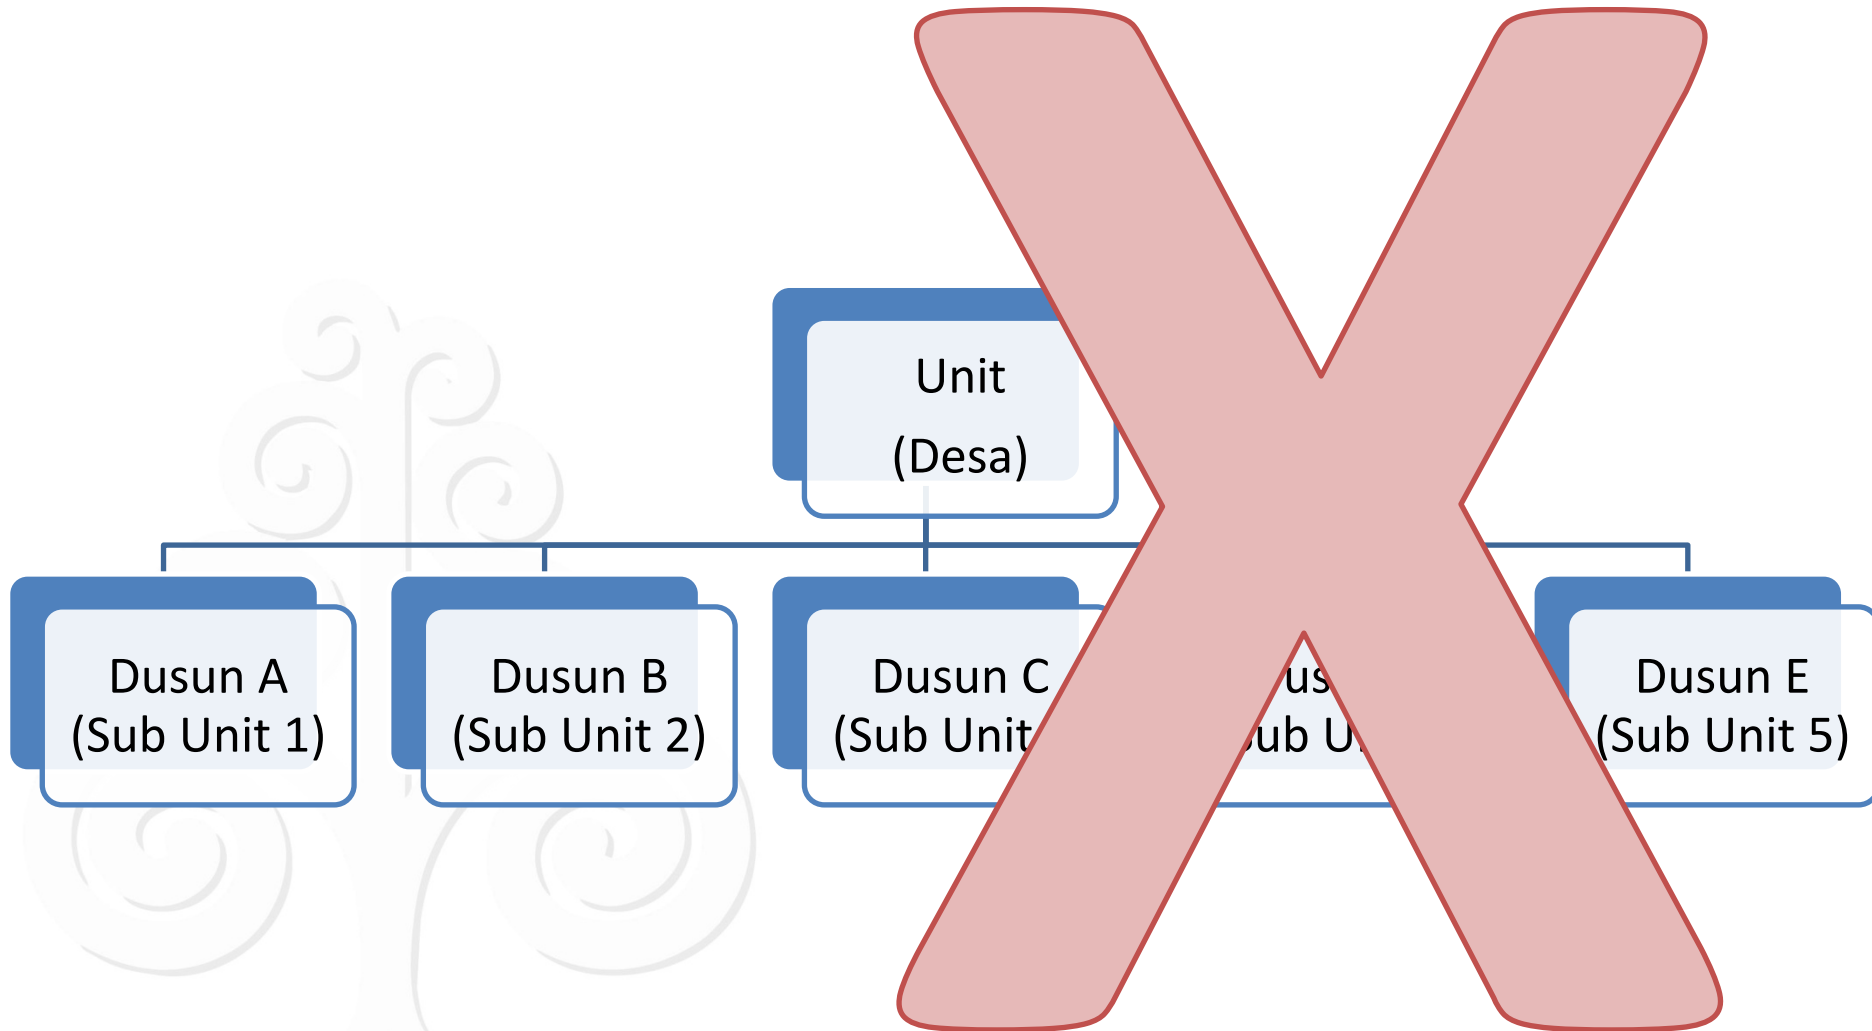 Unit
(Desa)
Dusun A
(Sub Unit 1)
Dusun B
(Sub Unit 2)
Dusun C
(Sub Unit
Dusun E
(Sub Unit 5)